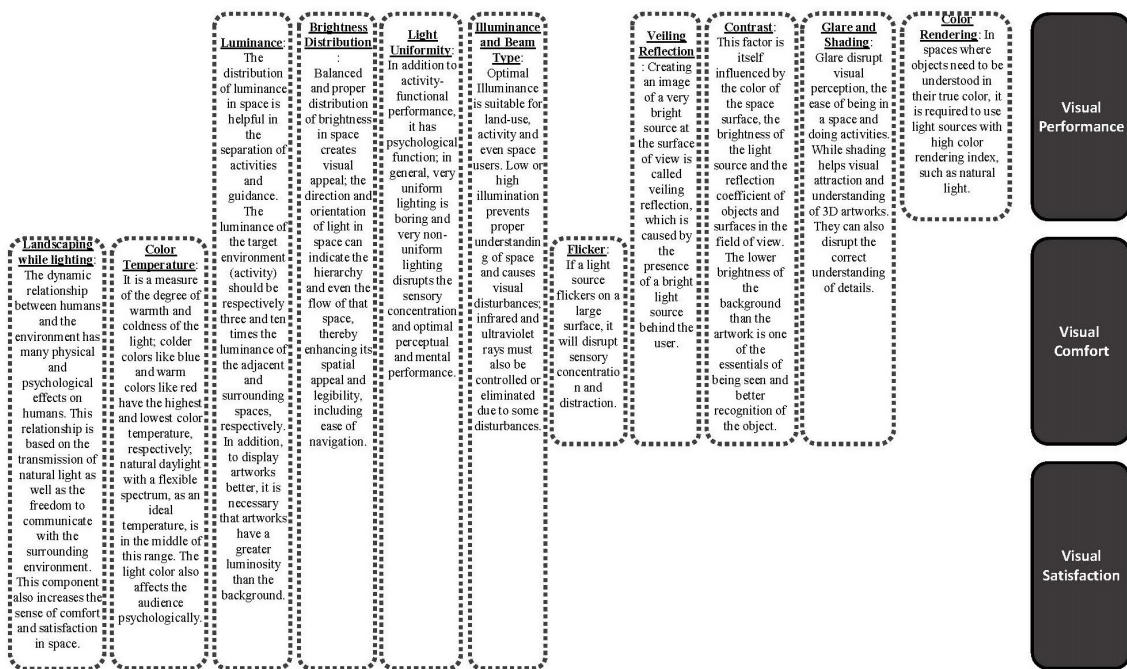 Landscaping
while lighting:
The dynamic
relationship
between humans
and the
environment has
many physical
and
psychological
effects on
humans. This
relationship is
based on the
transmission of
natural light as
well as the
freedom to
communicate
with the
surrounding
environment.
This component
also increases the
sense of comfort
and satisfaction
in space.
Color
Temperature:
It is a measure
of the degree of
warmth and
coldness of the
light; colder
colors like blue
and warm
colors like red
have the highest
and lowest color
temperature,
respectively;
natural daylight
with a flexible
spectrum, as an
ideal
temperature, is
in the middle of
this range. The
light color also
affects the
audience
psychologically.
Luminance:
The
distribution
of luminance
in space is
helpful in
the
separation of
activities
and
guidance.
The
luminance
of the target
environment
(activity)
should be
respectively
three and ten
times the
luminance of
the adjacent
and
surrounding
spaces,
respectively.
In addition,
to display
artworks
better, it is
necessary
that artworks
have a
greater
luminosity
than the
background.
Brightness
Distribution
:
Balanced
and proper
distribution
of brightness
in space
creates
visual
appeal; the
direction and
orientation
of light in
space can
indicate the
hierarchy
and even the
flow of that
space,
thereby
enhancing its
spatial
appeal and
legibility,
including
ease of
navigation.
Light
Uniformity:
In addition to
activity-
functional
performance,
it has
psychological
function; in
general, very
uniform
lighting is
boring and
very non-
uniform
lighting
disrupts the
sensory
concentration
and optimal
perceptual
and mental
performance.
Illuminance
and Beam
Type:
Optimal
Illuminance
is suitable for
land-use,
activity and
even space
users. Low or
high
illumination
prevents
proper
understandin
g of space
and causes
visual
disturbances;
infrared and
ultraviolet
rays must
also be
controlled or
eliminated
due to some
disturbances.
Flicker:
If a light
source
flickers on a
large
surface, it
will disrupt
sensory
concentratio
n and
distraction.
Veiling
Reflection
: Creating an
image of a
very bright
source at
the surface
of view is
called
veiling
reflection,
which is
caused by
the
presence of
a bright
light
source
behind the
user.
Contrast:
This factor is
itself
influenced by
the color of
the space
surface, the
brightness of
the light
source and the
reflection
coefficient of
objects and
surfaces in the
field of view.
The lower
brightness of
the
background
than the
artwork is one
of the
essentials of
being seen and
better
recognition of
the object.
Glare and
Shading:
Glare disrupt
visual
perception, the
ease of being in
a space and
doing activities.
While shading
helps visual
attraction and
understanding
of 3D artworks.
They can also
disrupt the
correct
understanding
of details.
Color
Rendering: In
spaces where
objects need to
be understood in
their true color, it
is required to use
light sources with
high color
rendering index,
such as natural
light.
Visual
Performance
Visual
Comfort
Visual
Satisfaction